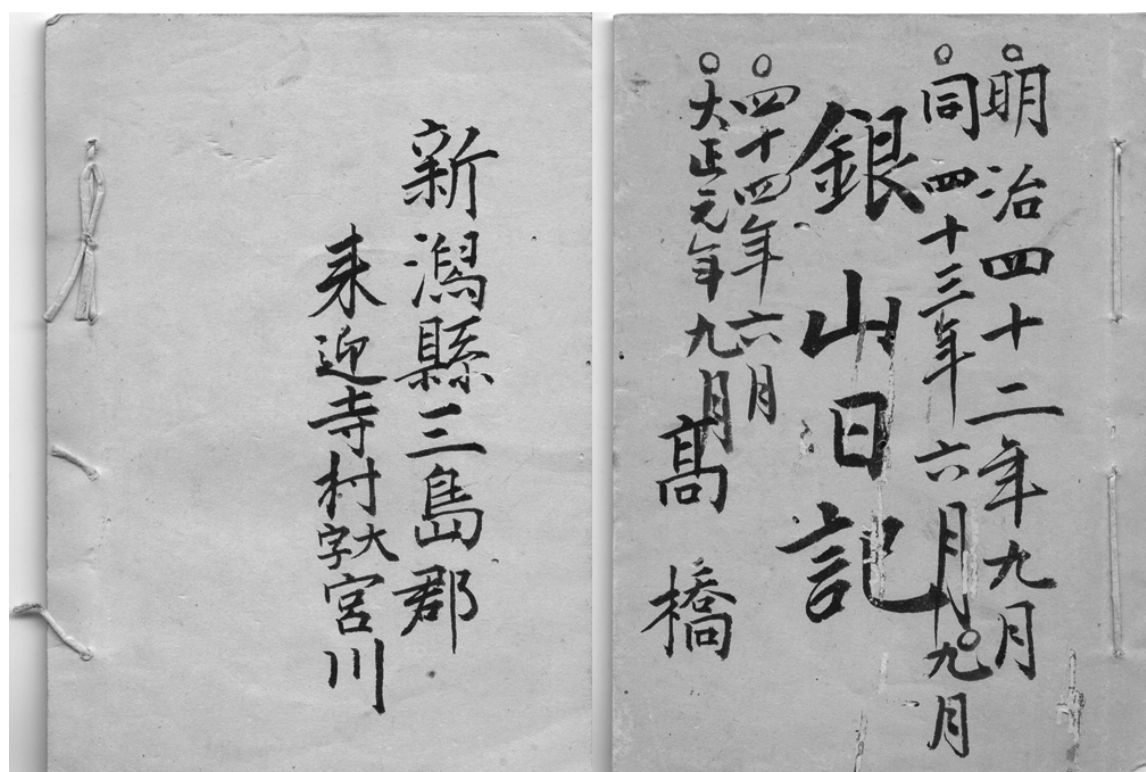 明治四十二年九月
同四十三年六月九月
銀山日記
四十四年六月
大正元年九月
髙橋
新潟縣三島郡
来迎寺村大字宮川